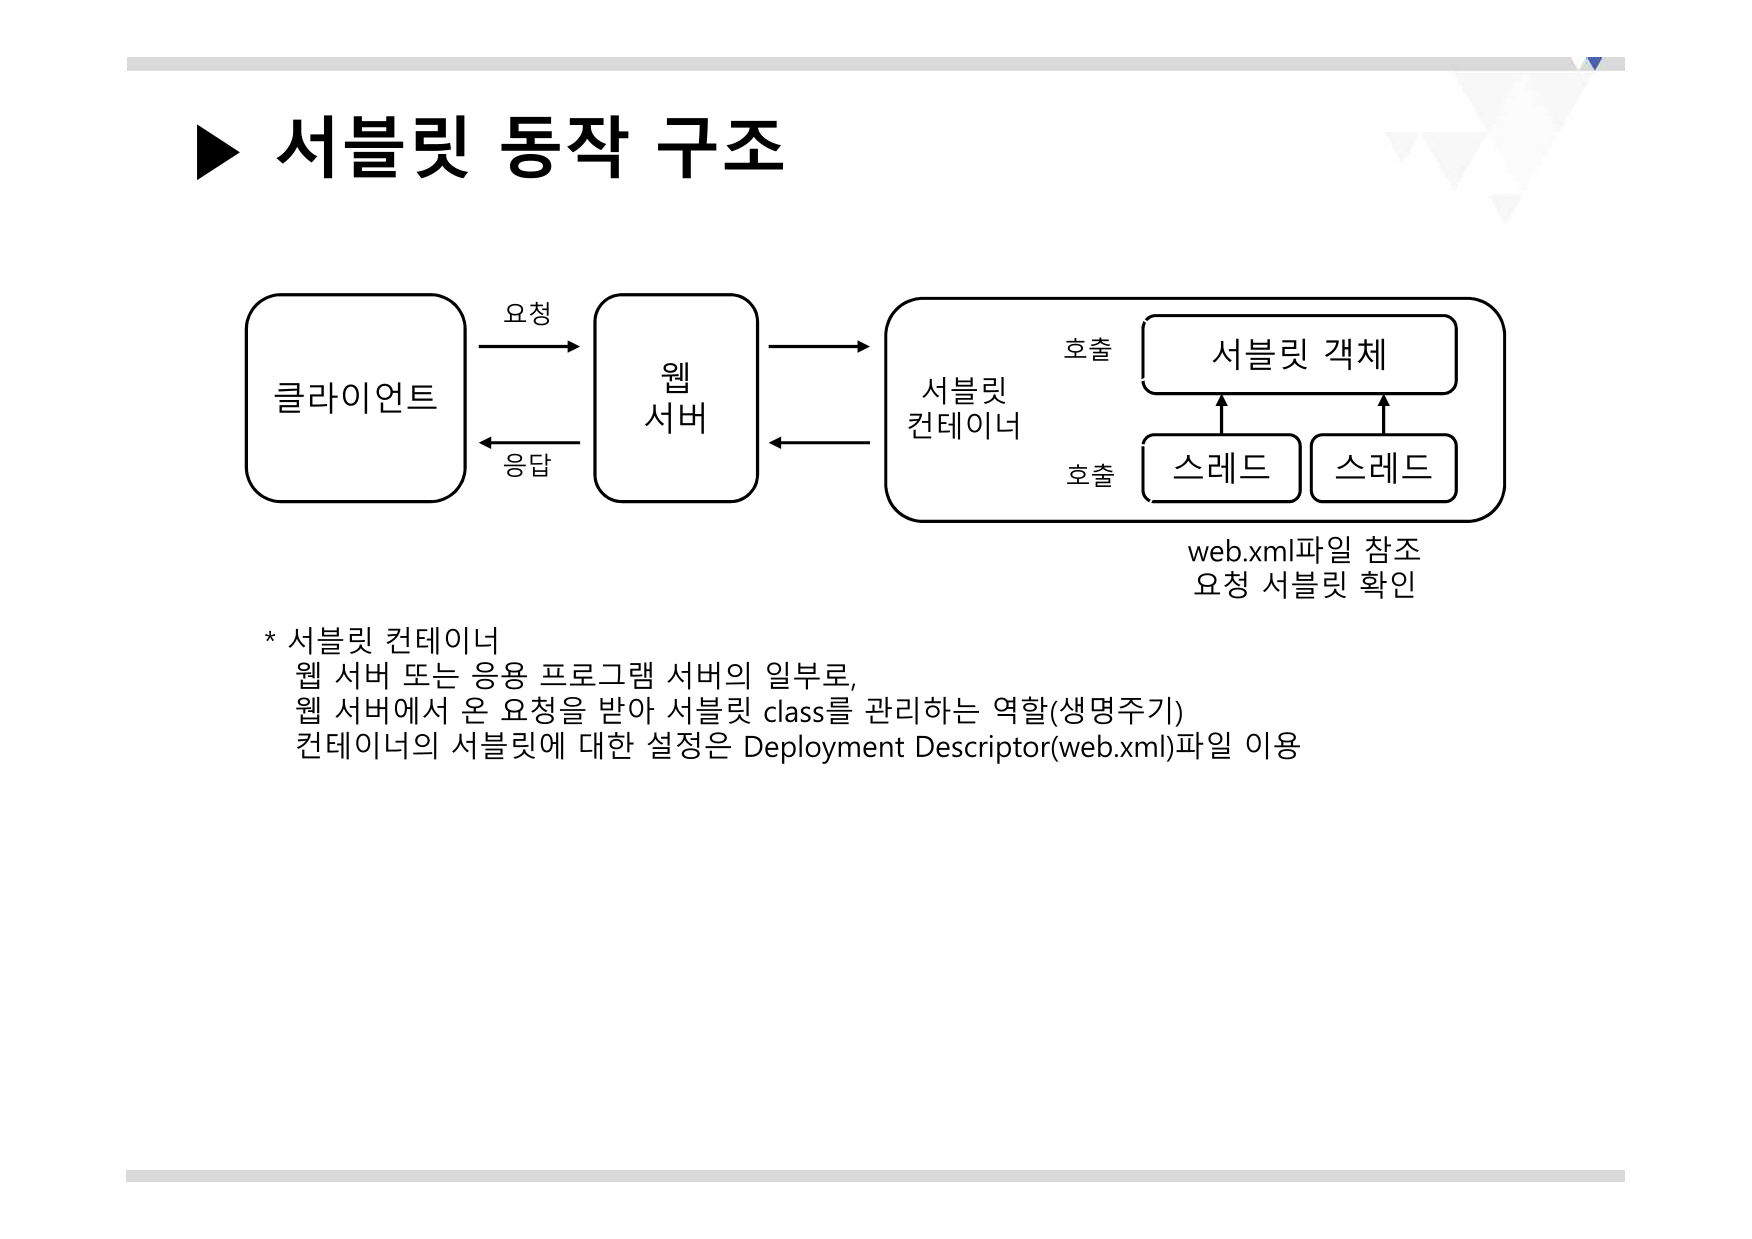 서블릿 동작 구조
클라이언트
요청
응답
웹
서버
서블릿
컨테이너
호출
서블릿 객체
호출
스레드
스레드
web.xml파일 참조
요청 서블릿 확인
* 서블릿 컨테이너
웹 서버 또는 응용 프로그램 서버의 일부로,
웹 서버에서 온 요청을 받아 서블릿 class를 관리하는 역할(생명주기)
컨테이너의 서블릿에 대한 설정은 Deployment Descriptor(web.xml)파일 이용